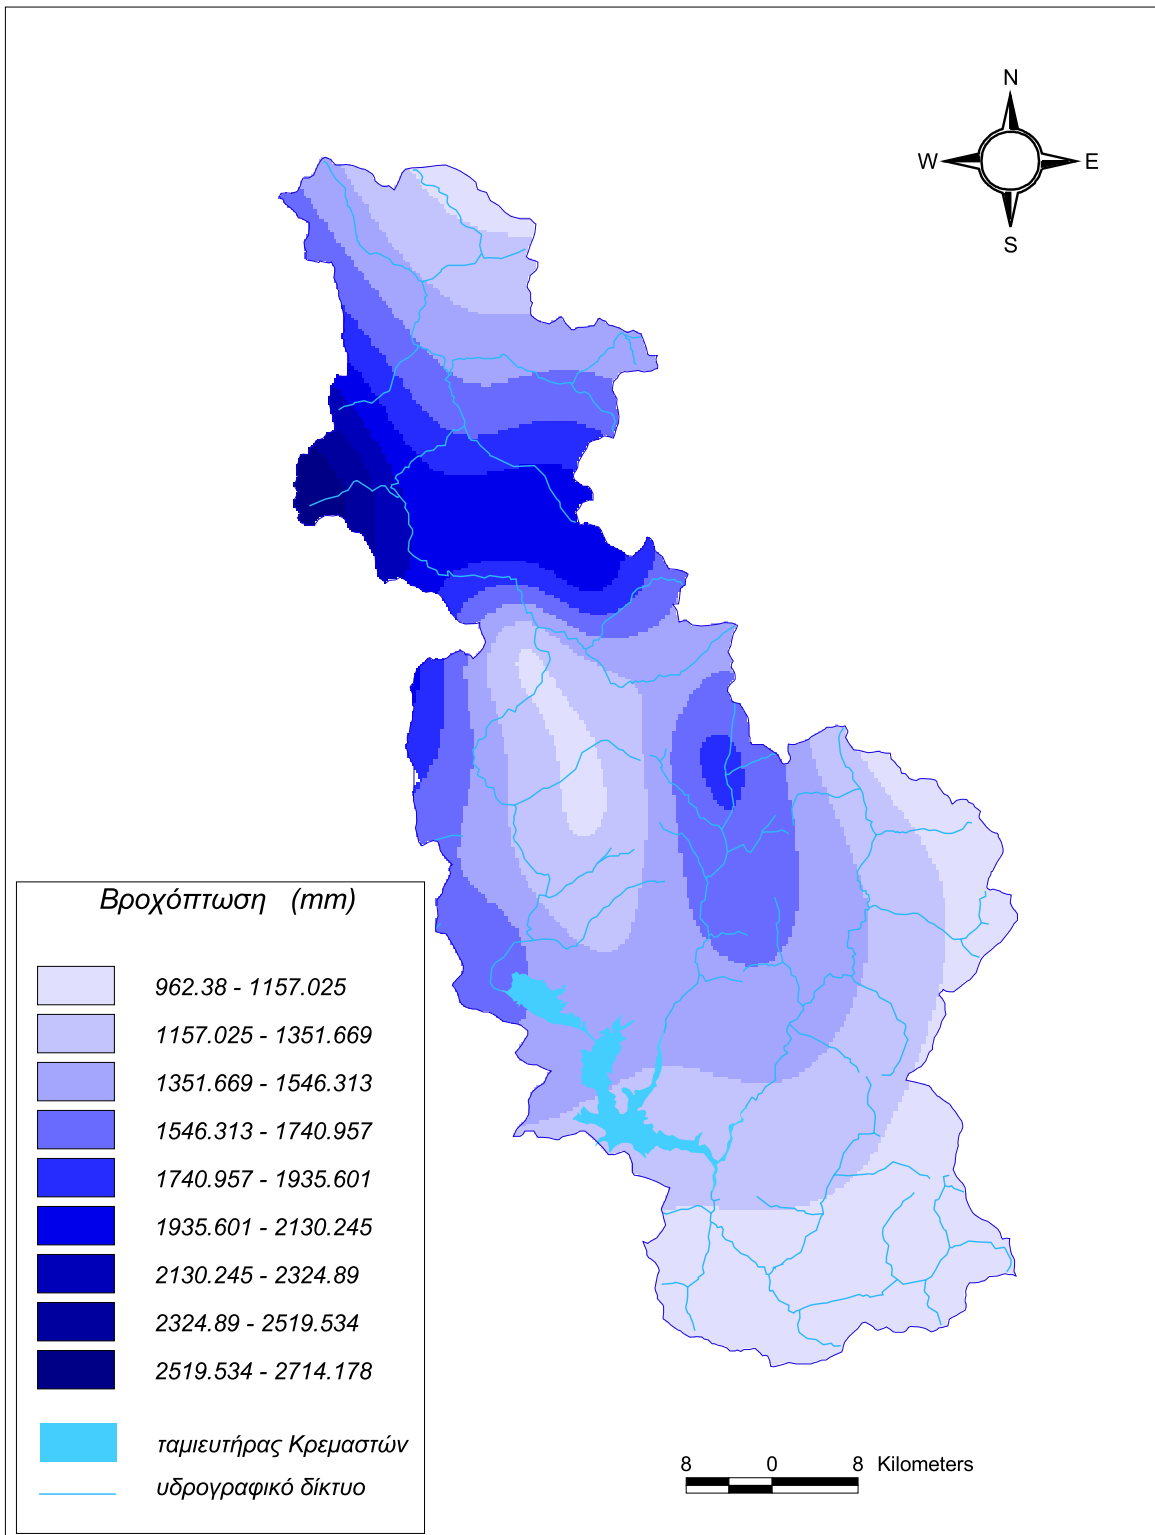 N
W E
S
Βροχόπτωση (mm)
962.38 - 1157.025
1157.025 - 1351.669
1351.669 - 1546.313
1546.313 - 1740.957
1740.957 - 1935.601
1935.601 - 2130.245
2130.245 - 2324.89
2324.89 - 2519.534
2519.534 - 2714.178
ταμιευτήρας Κρεμαστών
υδρογραφικό δίκτυο
8 0 8 Kilometers